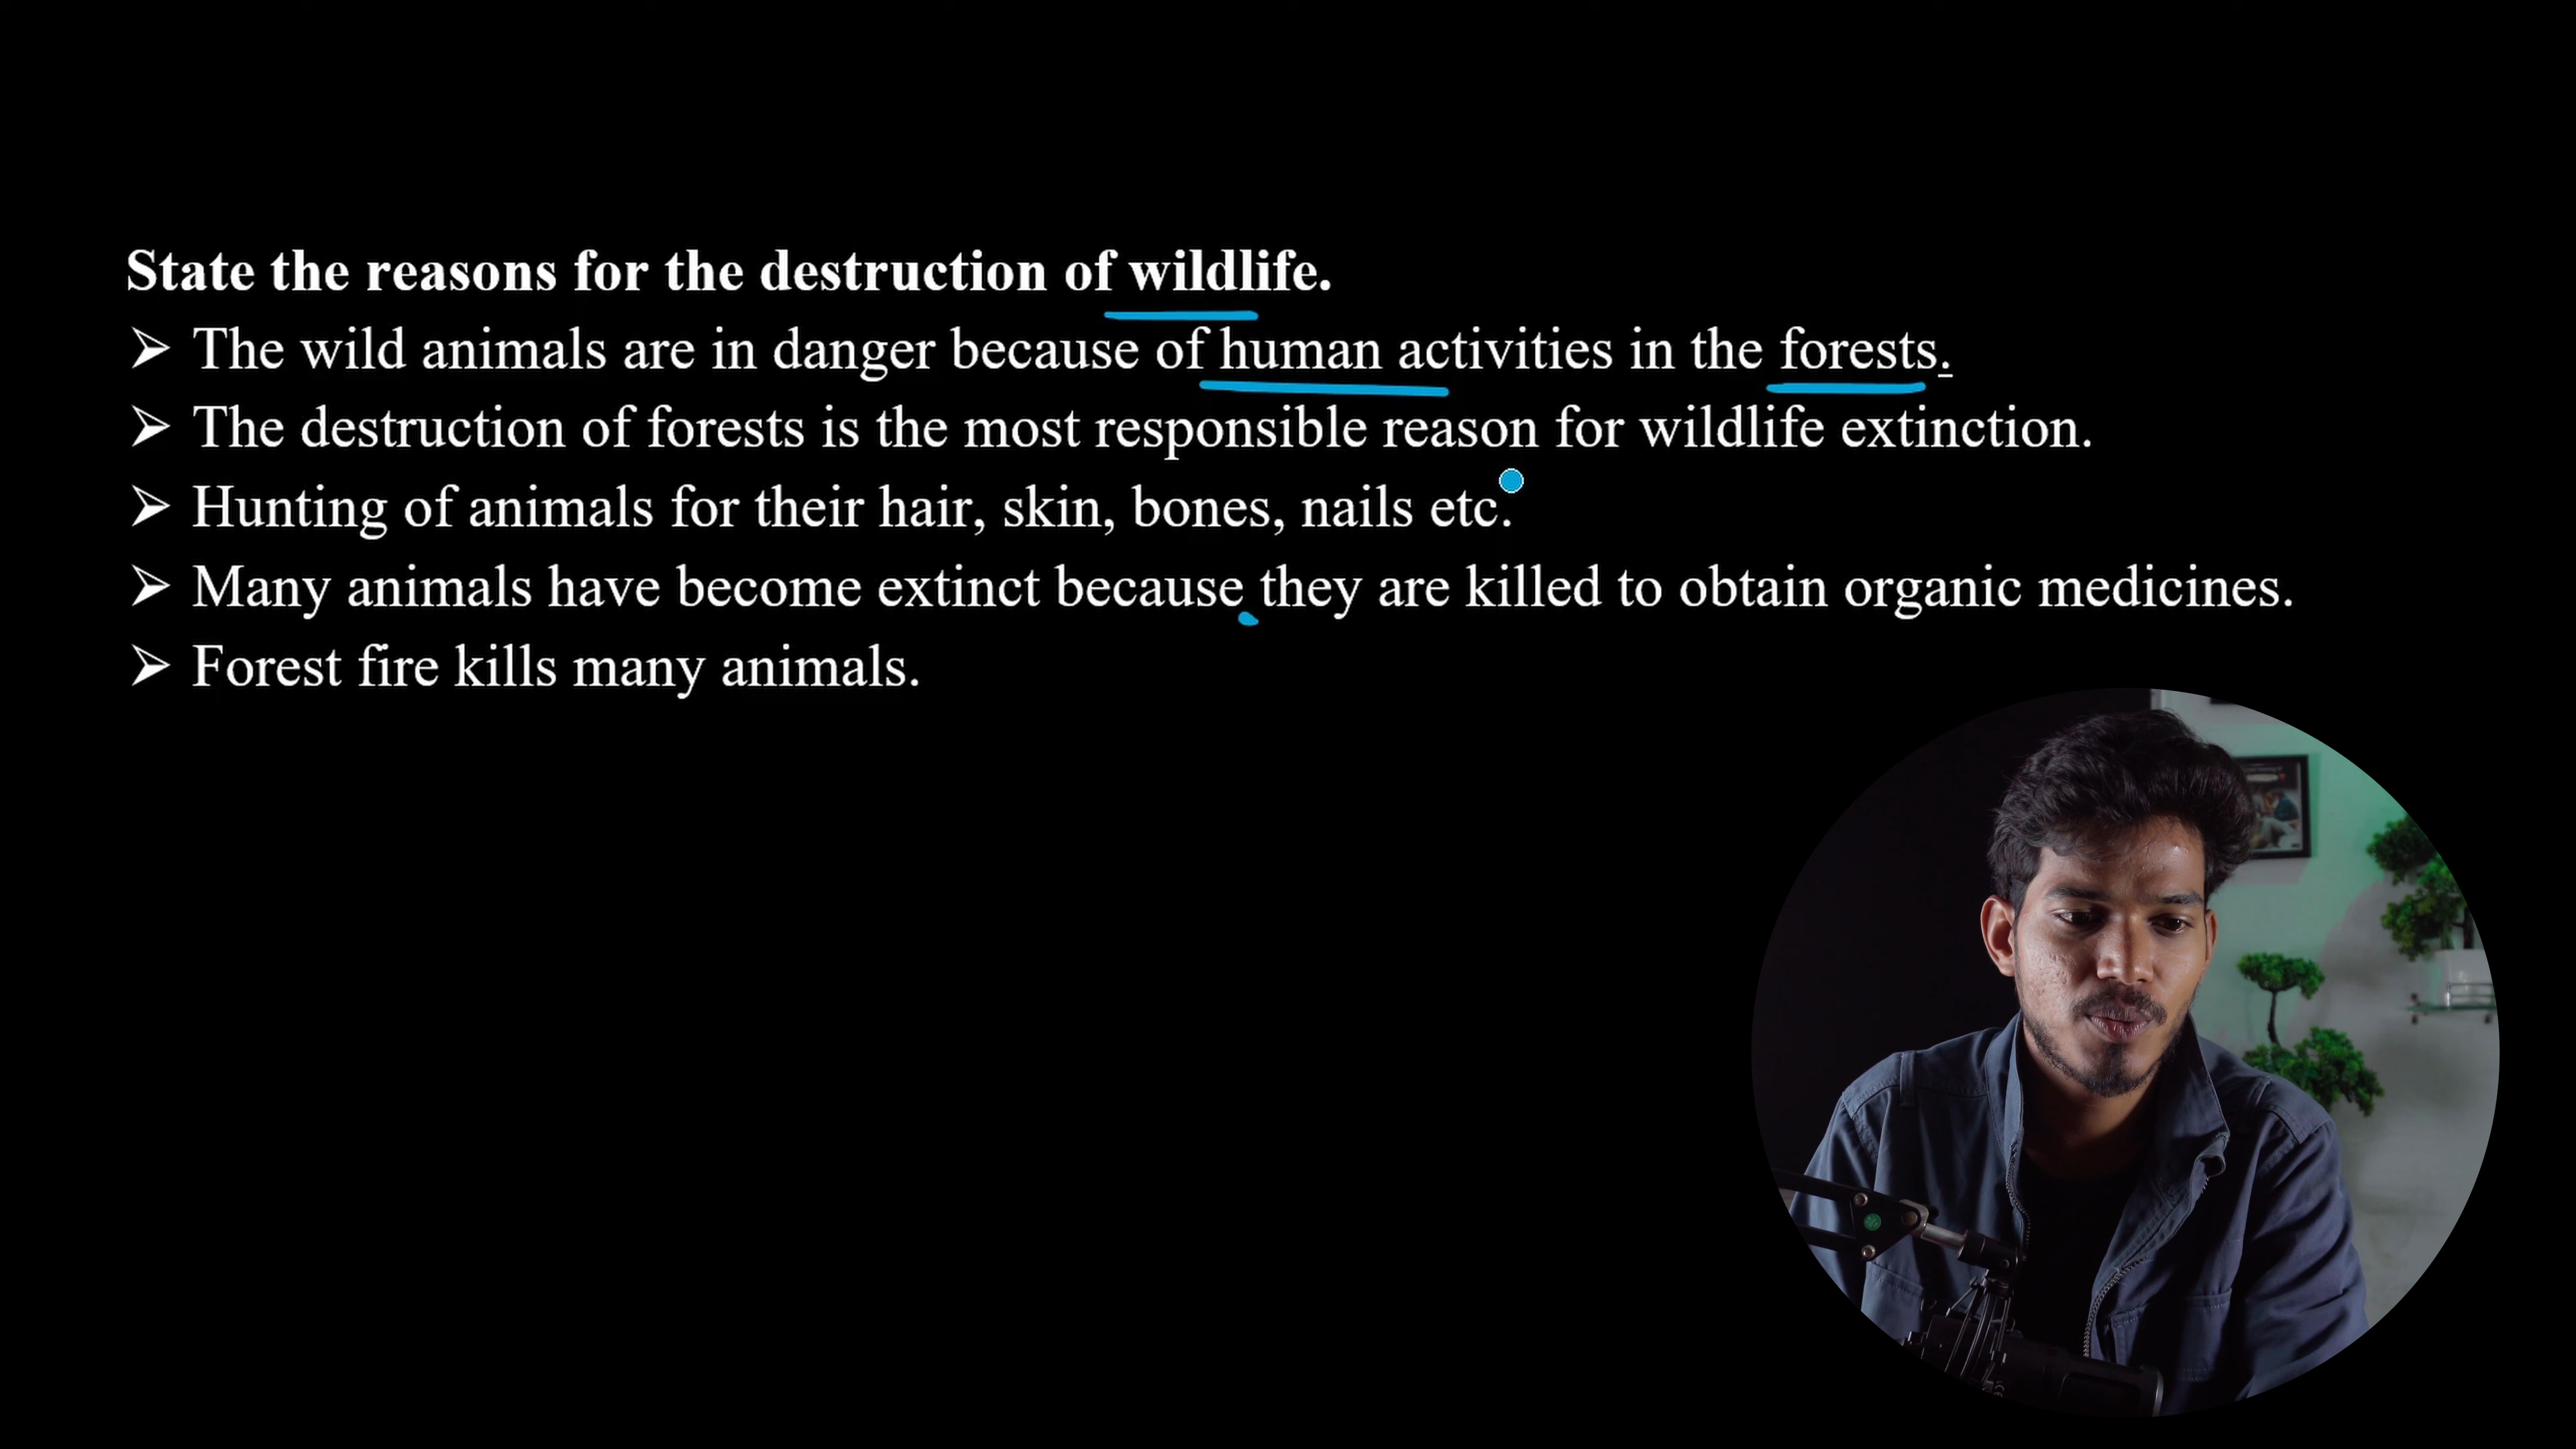 State the reasons for the destruction of wildlife.
➢ The wild animals are in danger because of human activities in the forests.
➢ The destruction of forests is the most responsible reason for wildlife extinction.
➢ Hunting of animals for their hair, skin, bones, nails etc.
➢ Many animals have become extinct because they are killed to obtain organic medicines.
➢ Forest fire kills many animals.